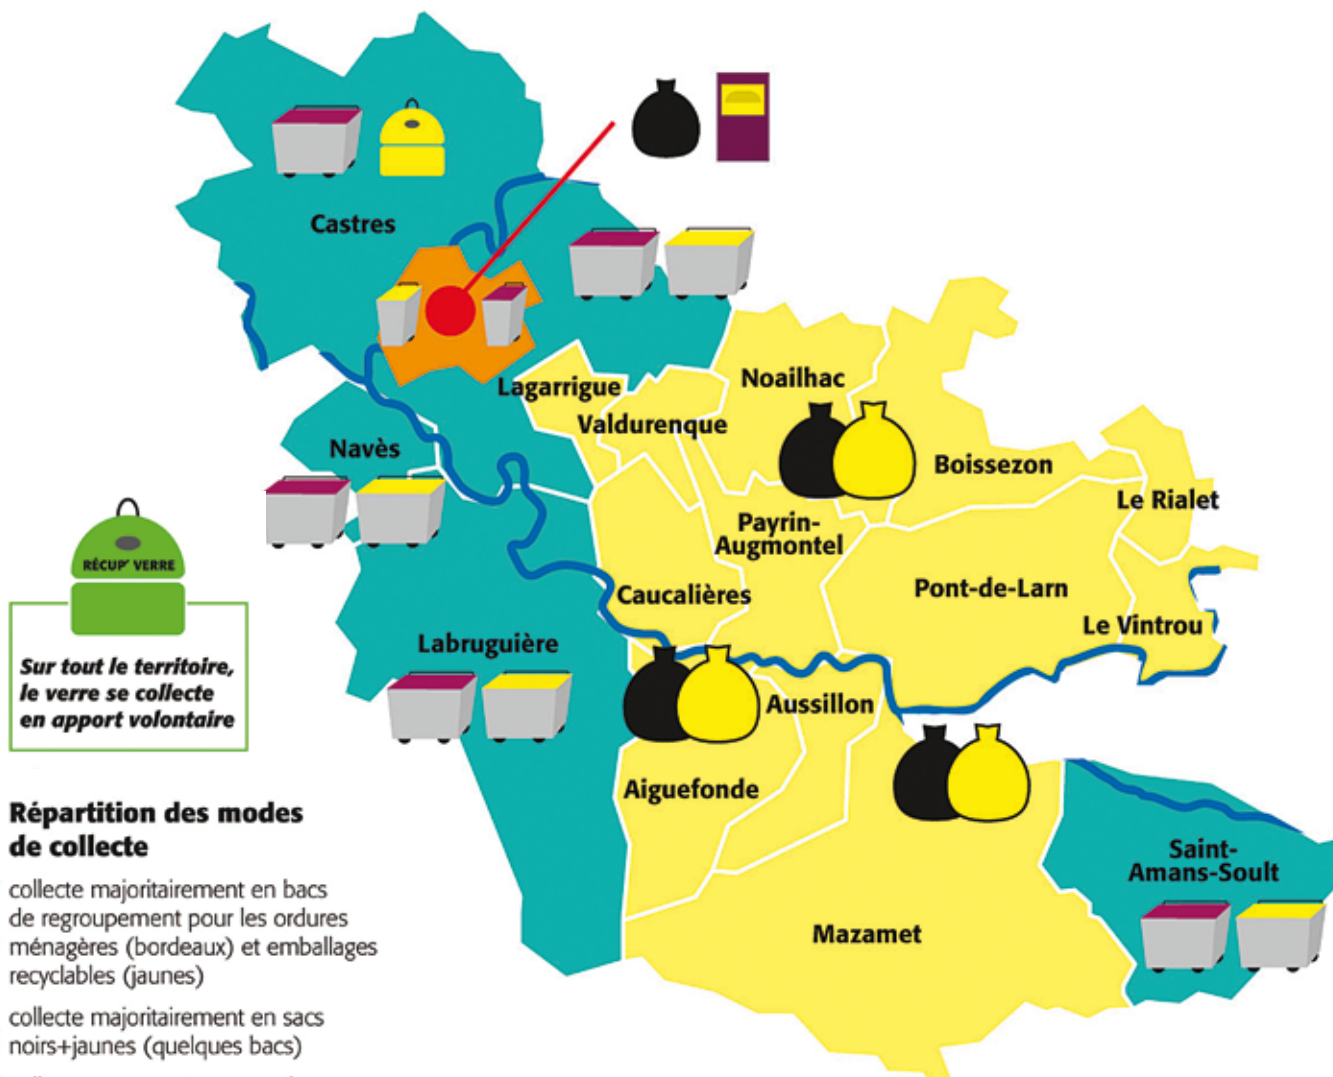 Castres
Lagarrigue
Noailhac
Valdurenque
Navès
Boissezon
Le Rialet
Payrin-
Augmontel
RÉCUP' VERRE
Caucalières
Pont-de-Larn
Le Vintrou
Labruguière
Sur tout le territoire,
le verre se collecte
en apport volontaire
Aussillon
Aiguefonde
Saint-
Amans-Soult
Mazamet
Répartition des modes
de collecte
collecte majoritairement en bacs
de regroupement pour les ordures
ménagères (bordeaux) et emballages
recyclables (jaunes)
collecte majoritairement en sacs
noirs+jaunes (quelques bacs)